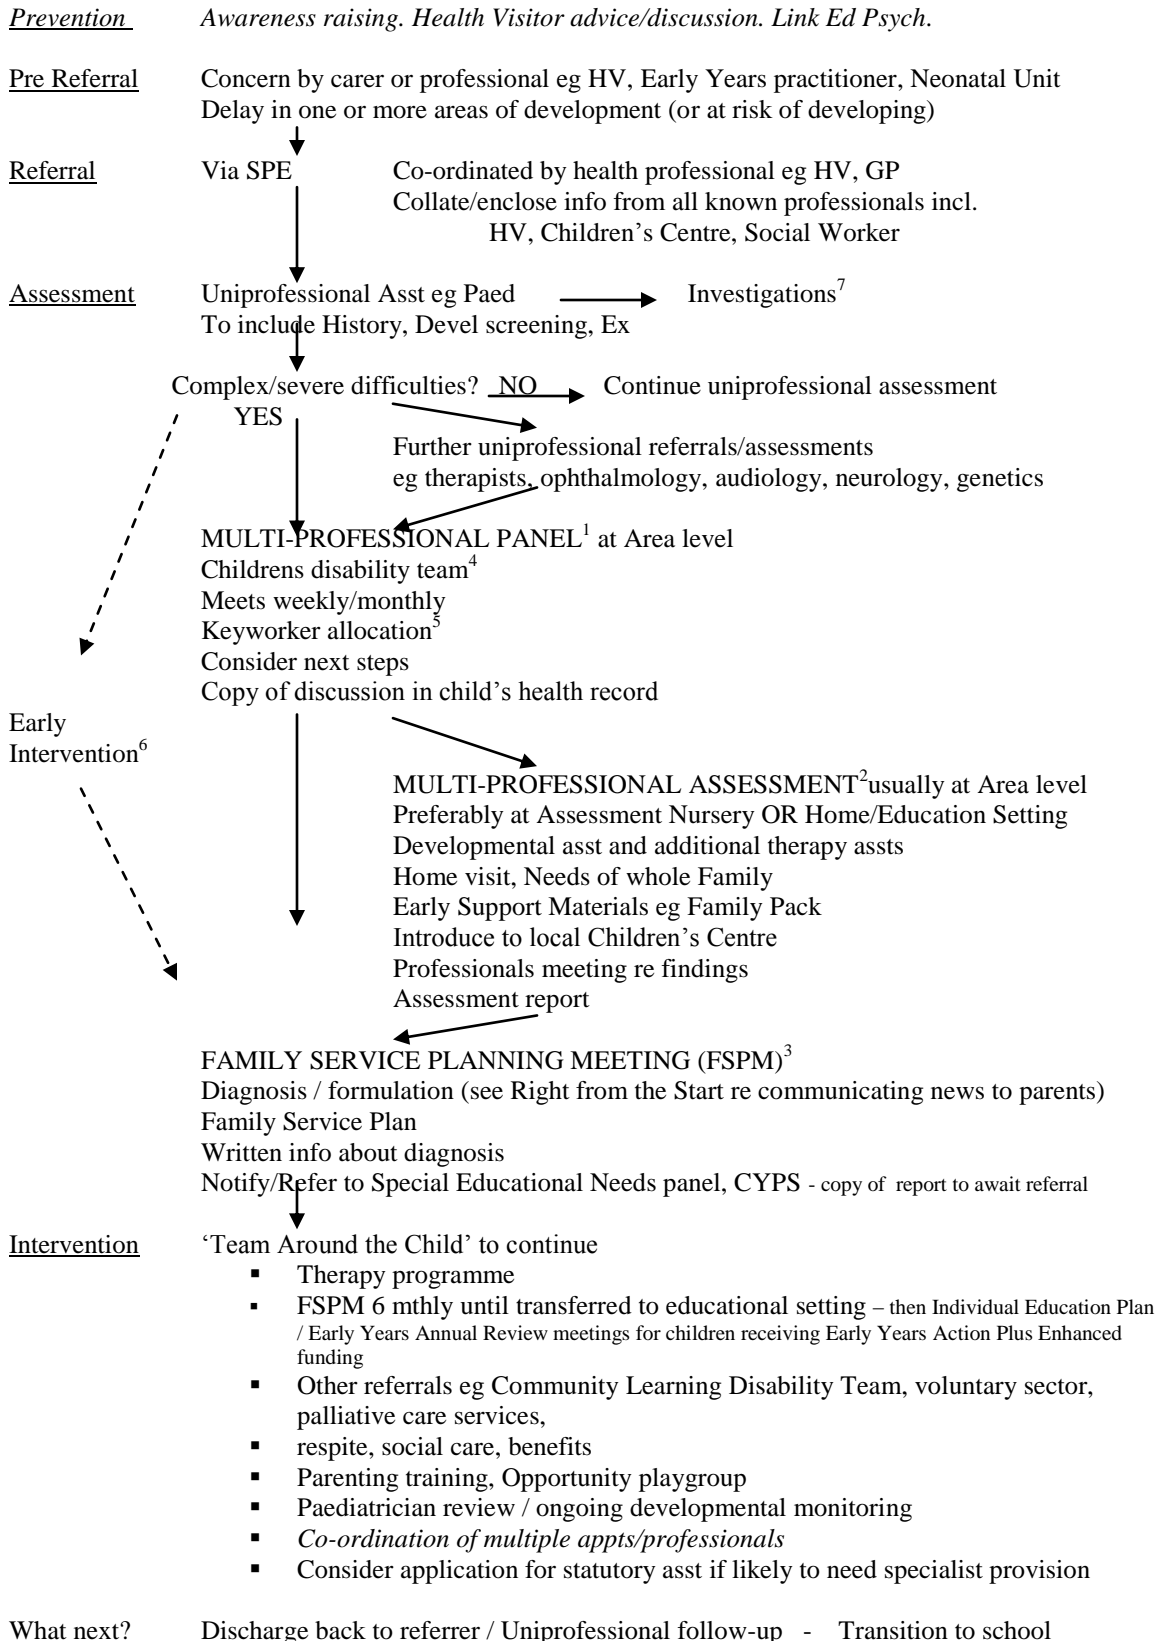 Prevention Awareness raising. Health Visitor advice/discussion. Link Ed Psych.
Pre Referral Concern by carer or professional eg HV, Early Years practitioner, Neonatal Unit
Delay in one or more areas of development (or at risk of developing)
Referral Via SPE Co-ordinated by health professional eg HV, GP
Collate/enclose info from all known professionals incl.
HV, Children's Centre, Social Worker
Assessment Uniprofessional Asst eg Paed Investigations7
To include History, Devel screening, Ex
Complex/severe difficulties? NO Continue uniprofessional assessment
YES
Further uniprofessional referrals/assessments
eg therapists, ophthalmology, audiology, neurology, genetics
MULTI-PROFESSIONAL PANEL1 at Area level
Childrens disability team4
Meets weekly/monthly
Keyworker allocation5
Consider next steps
Copy of discussion in child's health record
Early
Intervention6
MULTI-PROFESSIONAL ASSESSMENT2usually at Area level
Preferably at Assessment Nursery OR Home/Education Setting
Developmental asst and additional therapy assts
Home visit, Needs of whole Family
Early Support Materials eg Family Pack
Introduce to local Children's Centre
Professionals meeting re findings
Assessment report
FAMILY SERVICE PLANNING MEETING (FSPM)3
Diagnosis / formulation (see Right from the Start re communicating news to parents)
Family Service Plan
Written info about diagnosis
Notify/Refer to Special Educational Needs panel, CYPS - copy of report to await referral
Intervention 'Team Around the Child' to continue
▪ Therapy programme
▪ FSPM 6 mthly until transferred to educational setting – then Individual Education Plan
/ Early Years Annual Review meetings for children receiving Early Years Action Plus Enhanced
funding
▪ Other referrals eg Community Learning Disability Team, voluntary sector,
palliative care services,
▪ respite, social care, benefits
▪ Parenting training, Opportunity playgroup
▪ Paediatrician review / ongoing developmental monitoring
▪ Co-ordination of multiple appts/professionals
▪ Consider application for statutory asst if likely to need specialist provision
What next? Discharge back to referrer / Uniprofessional follow-up - Transition to school